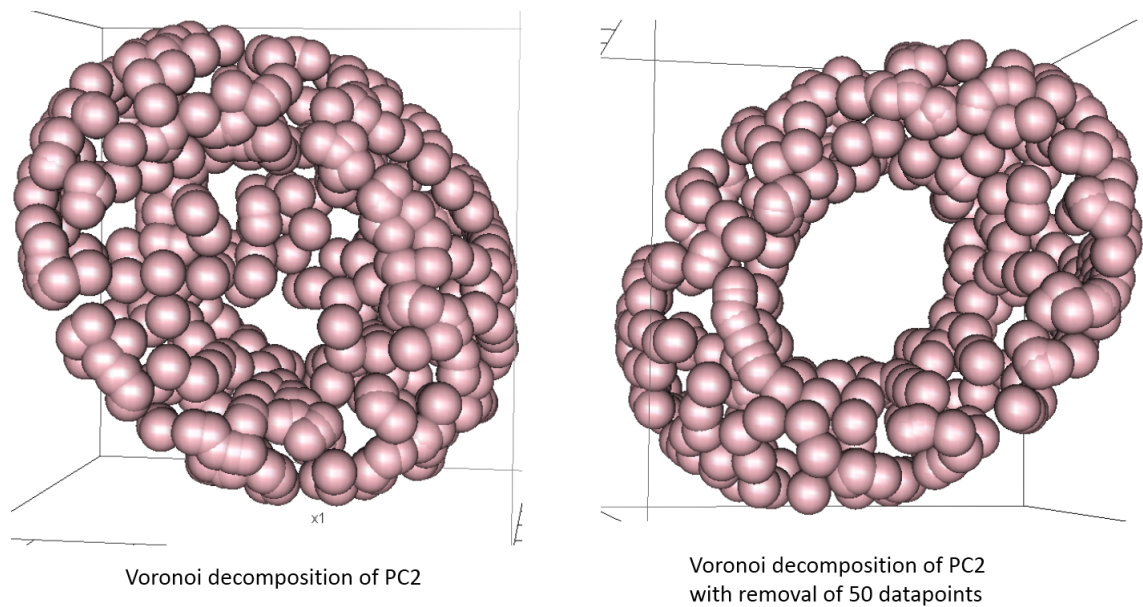 x1
Voronoi decomposition of PC2
Voronoi decomposition of PC2
with removal of 50 datapoints